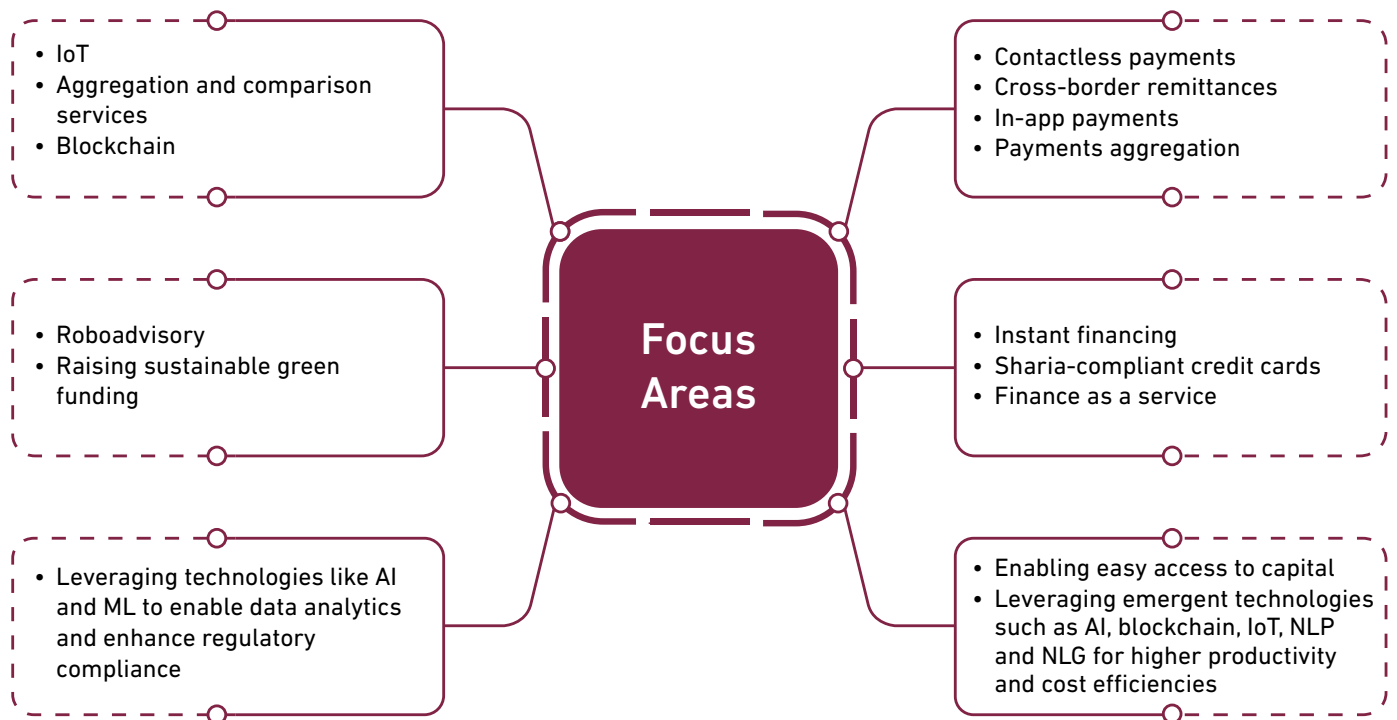 • IoT
• Aggregation and comparison
services
• Blockchain
• Contactless payments
• Cross-border remittances
• In-app payments
• Payments aggregation
• Roboadvisory
• Raising sustainable green
funding
Focus
Areas
• Instant financing
• Sharia-compliant credit cards
• Finance as a service
• Leveraging technologies like AI
and ML to enable data analytics
and enhance regulatory
compliance
• Enabling easy access to capital
• Leveraging emergent technologies
such as AI, blockchain, IoT, NLP
and NLG for higher productivity
and cost efficiencies